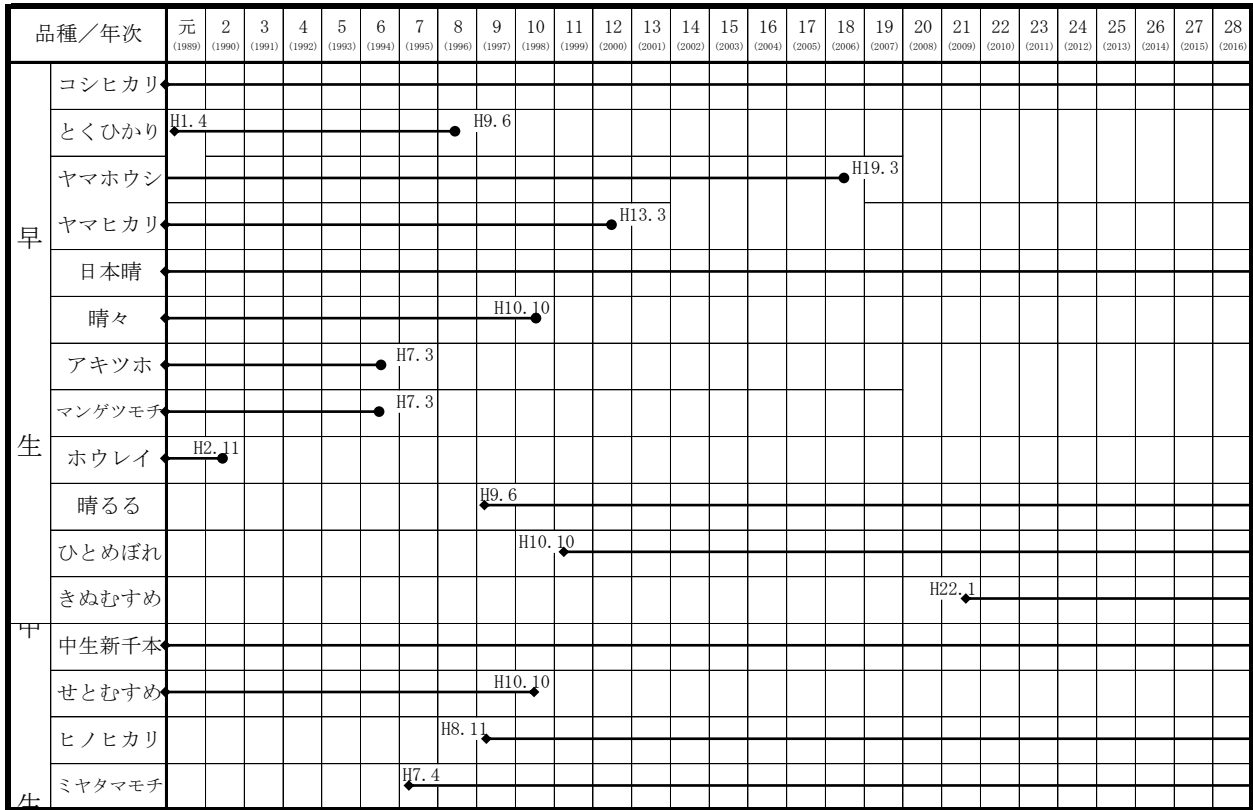 品種／年次 元 2 3 4 5 6 7 8 9 10 11 12 13 14 15 16 17 18 19 20 21 22 23 24 25 26 27 28
(1989) (1990) (1991) (1992) (1993) (1994) (1995) (1996) (1997) (1998) (1999) (2000) (2001) (2002) (2003) (2004) (2005) (2006) (2007) (2008) (2009) (2010) (2011) (2012) (2013) (2014) (2015) (2016)
早生
コシヒカリ
とくひかり H1.4 H9.6
ヤマホウシ H19.3
ヤマヒカリ H13.3
日本晴
晴々 H10.10
アキツホ H7.3
マンゲツモチ H7.3
ホウレイ H2.11
晴るる H9.6
ひとめぼれ H10.10
きぬむすめ H22.1
中生
中生新千本
せとむすめ H10.10
ヒノヒカリ H8.11
ミヤタマモチ H7.4